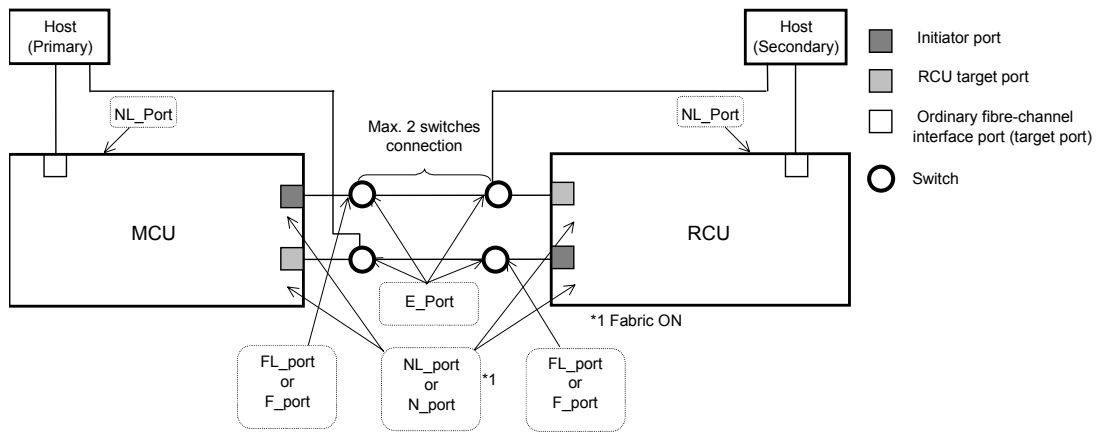 Host
(Primary)
Host
(Secondary)
Initiator port
RCU target port
Ordinary fibre-channel
interface port (target port)
Switch
NL_Port
NL_Port
Max. 2 switches
connection
MCU
RCU
E_Port
*1 Fabric ON
FL_port
or
F_port
NL_port
or
N_port
*1
FL_port
or
F_port